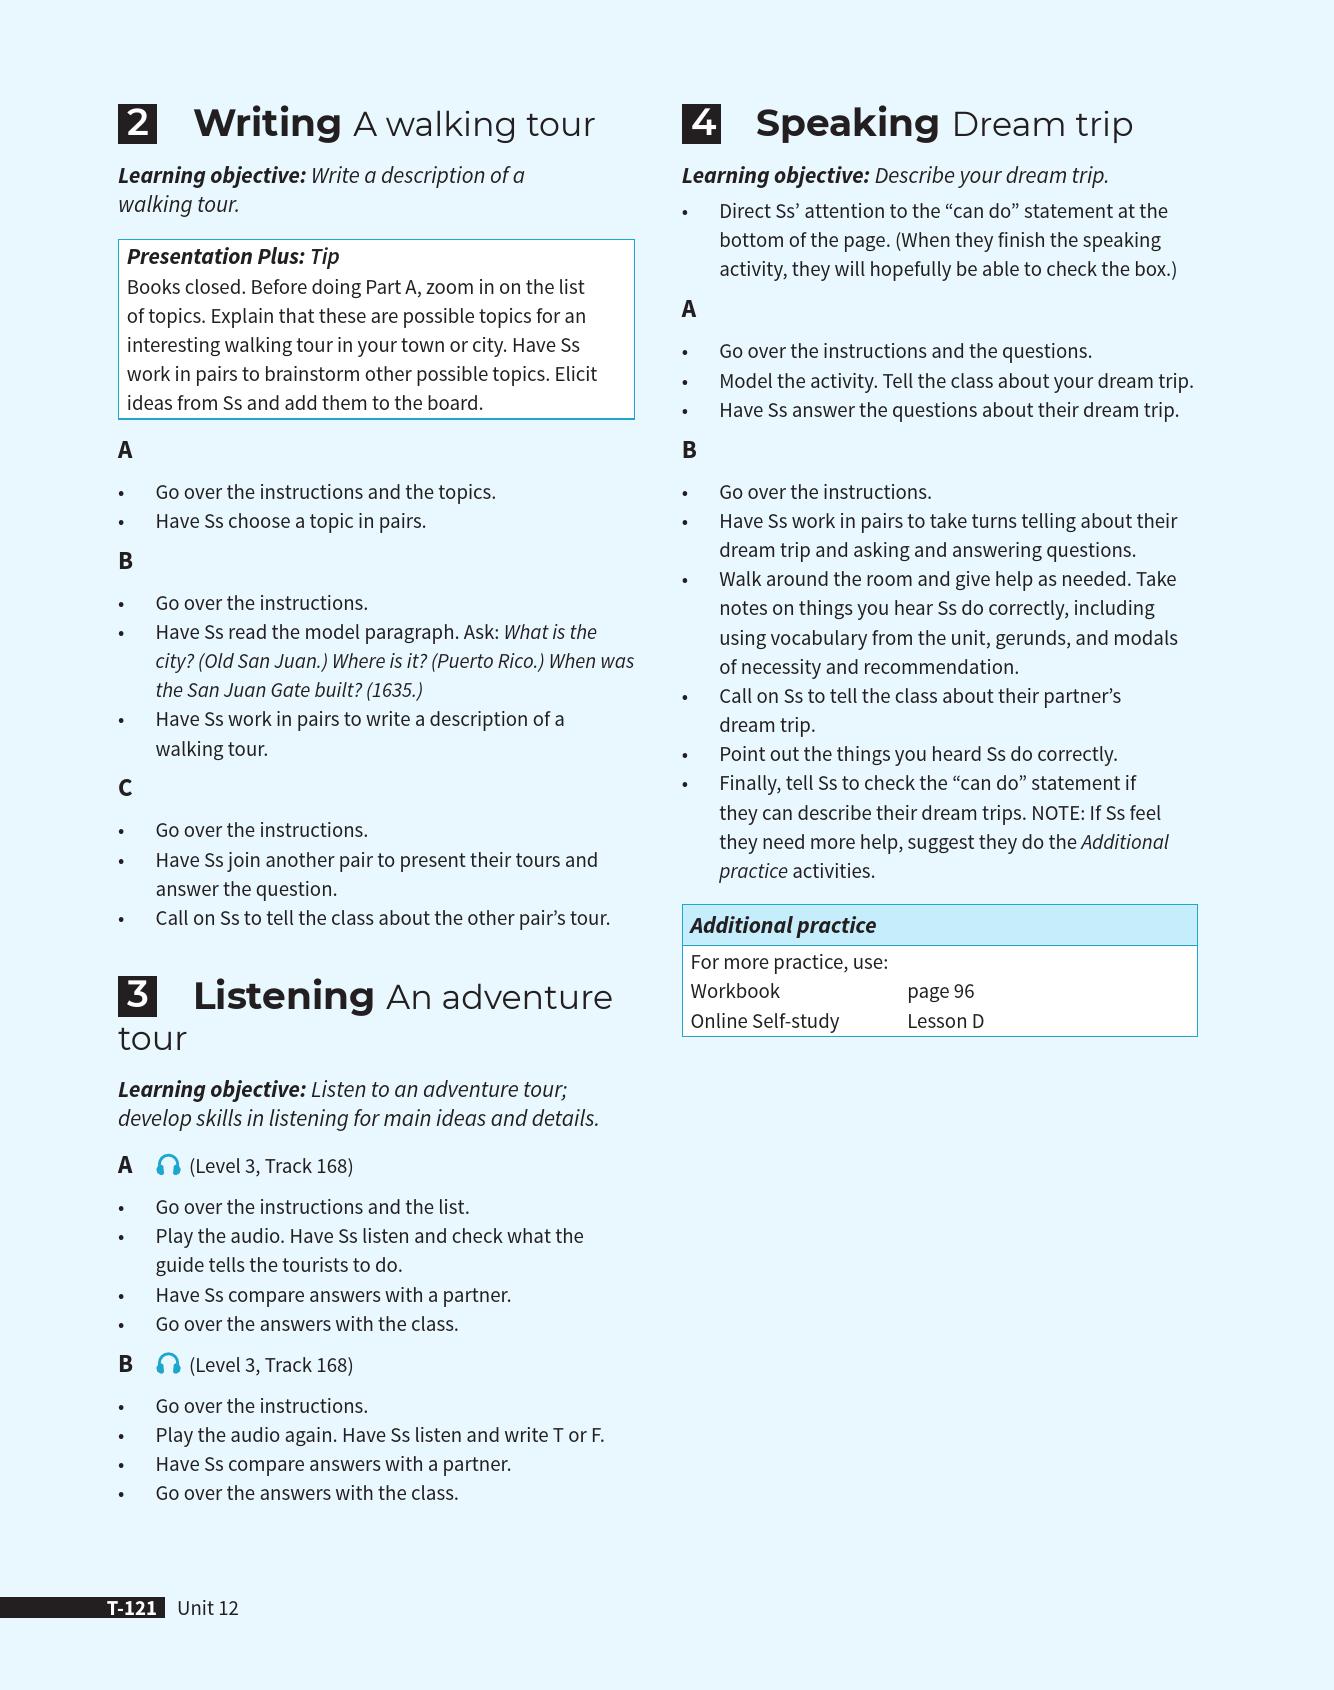 2 Writing A walking tour
Learning objective: Write a description of a
walking tour.
Presentation Plus: Tip
Books closed. Before doing Part A, zoom in on the list
of topics. Explain that these are possible topics for an
interesting walking tour in your town or city. Have Ss
work in pairs to brainstorm other possible topics. Elicit
ideas from Ss and add them to the board.
A
• Go over the instructions and the topics.
• Have Ss choose a topic in pairs.
B
• Go over the instructions.
• Have Ss read the model paragraph. Ask: What is the
city? (Old San Juan.) Where is it? (Puerto Rico.) When was
the San Juan Gate built? (1635.)
• Have Ss work in pairs to write a description of a
walking tour.
C
• Go over the instructions.
• Have Ss join another pair to present their tours and
answer the question.
• Call on Ss to tell the class about the other pair’s tour.
3 Listening An adventure
tour
Learning objective: Listen to an adventure tour;
develop skills in listening for main ideas and details.
A (Level 3, Track 168)
• Go over the instructions and the list.
• Play the audio. Have Ss listen and check what the
guide tells the tourists to do.
• Have Ss compare answers with a partner.
• Go over the answers with the class.
B (Level 3, Track 168)
• Go over the instructions.
• Play the audio again. Have Ss listen and write T or F.
• Have Ss compare answers with a partner.
• Go over the answers with the class.
4 Speaking Dream trip
Learning objective: Describe your dream trip.
• Direct Ss’ attention to the “can do” statement at the
bottom of the page. (When they finish the speaking
activity, they will hopefully be able to check the box.)
A
• Go over the instructions and the questions.
• Model the activity. Tell the class about your dream trip.
• Have Ss answer the questions about their dream trip.
B
• Go over the instructions.
• Have Ss work in pairs to take turns telling about their
dream trip and asking and answering questions.
• Walk around the room and give help as needed. Take
notes on things you hear Ss do correctly, including
using vocabulary from the unit, gerunds, and modals
of necessity and recommendation.
• Call on Ss to tell the class about their partner’s
dream trip.
• Point out the things you heard Ss do correctly.
• Finally, tell Ss to check the “can do” statement if
they can describe their dream trips. NOTE: If Ss feel
they need more help, suggest they do the Additional
practice activities.
Additional practice
For more practice, use:
Workbook page 96
Online Self-study Lesson D
T-121 Unit 12